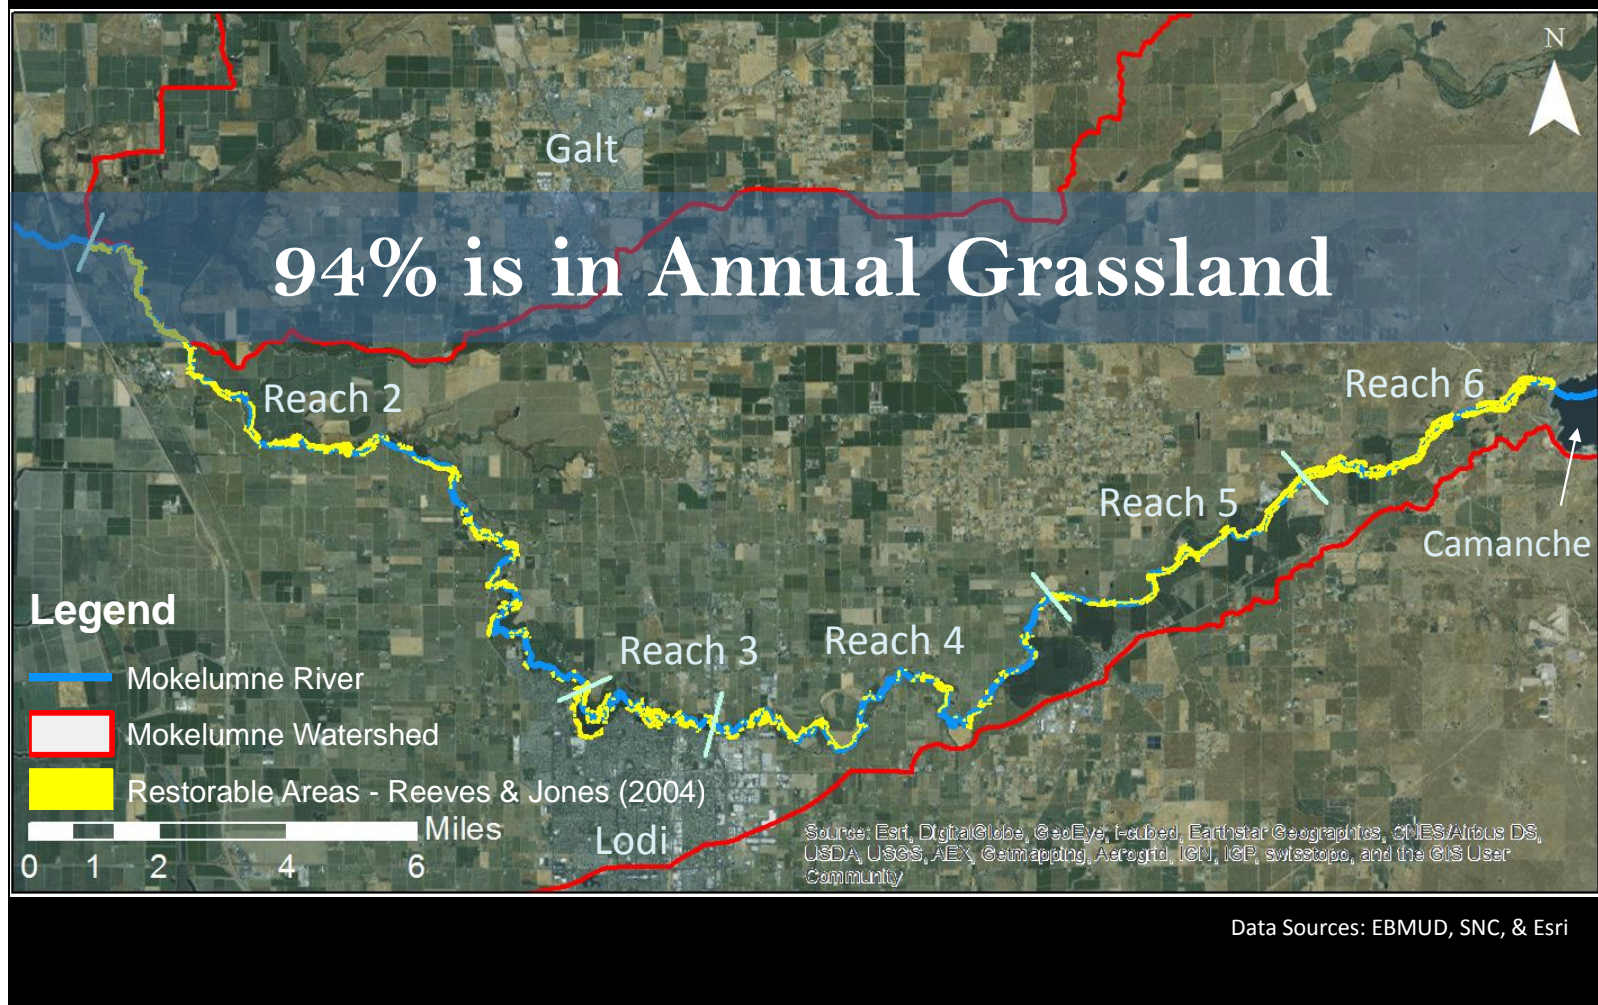 N
Galt
94% is in Annual Grassland
Reach 6
Reach 2
Reach 5
Camanche
Legend
Reach 3
Reach 4
Mokelumne River
Mokelumne Watershed
Restorable Areas - Reeves & Jones (2004)
Miles
0 1 2 4 6
Lodi
Source: Esri, DigitalGlobe, GeoEye, i-cubed, Earthstar Geographics, CNES/Airbus DS,
USDA, USGS, AEX, Getmapping, Aerogrid, IGN, IGP, swisstopo, and the GIS User
Community
Data Sources: EBMUD, SNC, & Esri